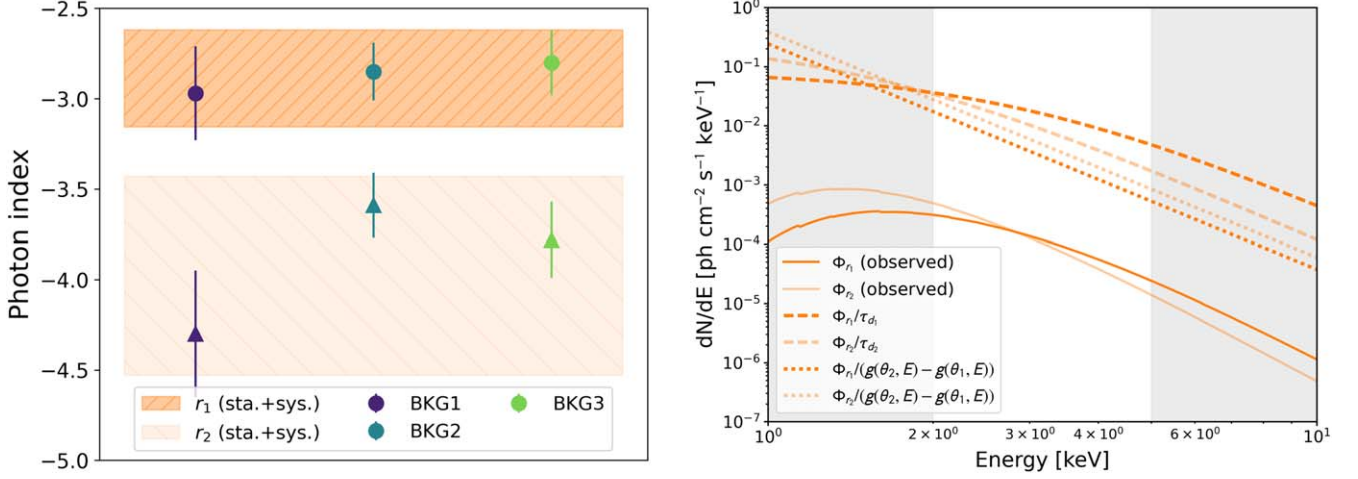 Photon index
−2.5
−3.0
−3.5
−4.0
−4.5
−5.0
r₁ (sta.+sys.)
r₂ (sta.+sys.)
BKG1
BKG2
BKG3
dN/dE [ph cm⁻² s⁻¹ keV⁻¹]
10⁰
10⁻¹
10⁻²
10⁻³
10⁻⁴
10⁻⁵
10⁻⁶
10⁻⁷
Φr₁ (observed)
Φr₂ (observed)
Φr₁/τd₁
Φr₂/τd₂
Φr₁/(g(θ₂, E) − g(θ₁, E))
Φr₂/(g(θ₂, E) − g(θ₁, E))
10⁰
2 × 10⁰
3 × 10⁰
4 × 10⁰
6 × 10⁰
10¹
Energy [keV]